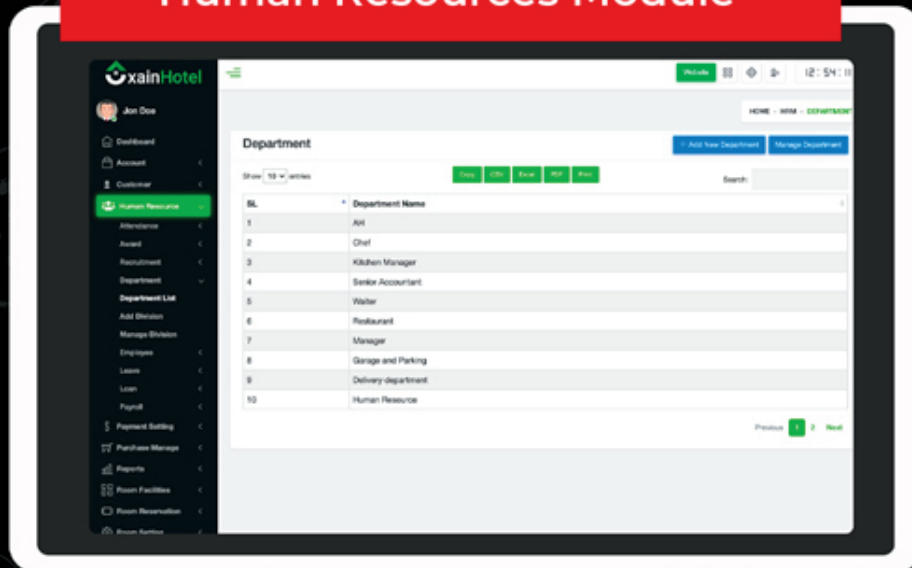 Human Resources Module
xainHotel
Website
12:54:11
Jon Doe
HOME - HRM - DEPARTMENT
Dashboard
Account
Customer
Human Resource
Attendance
Award
Recruitment
Department
Department List
Add Division
Manage Division
Employee
Leave
Loan
Payroll
Payment Setting
Purchase Manage
Reports
Room Facilities
Room Reservation
Room Setting
Department
+ Add New Department
Manage Department
Show 10 entries
Copy CSV Excel PDF Print
Search:
SL Department Name
1 AH
2 Chef
3 Kitchen Manager
4 Senior Accountant
5 Waiter
6 Restaurant
7 Manager
8 Garage and Parking
9 Delivery department
10 Human Resource
Previous 1 2 Next